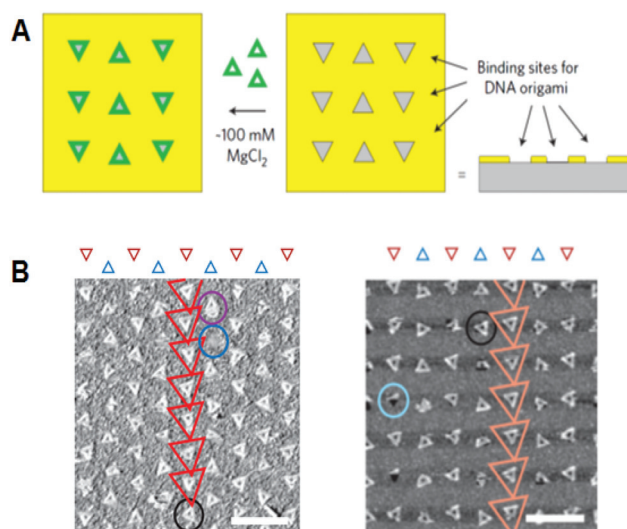 A
~100 mM
MgCl2
Binding sites for
DNA origami
=
B